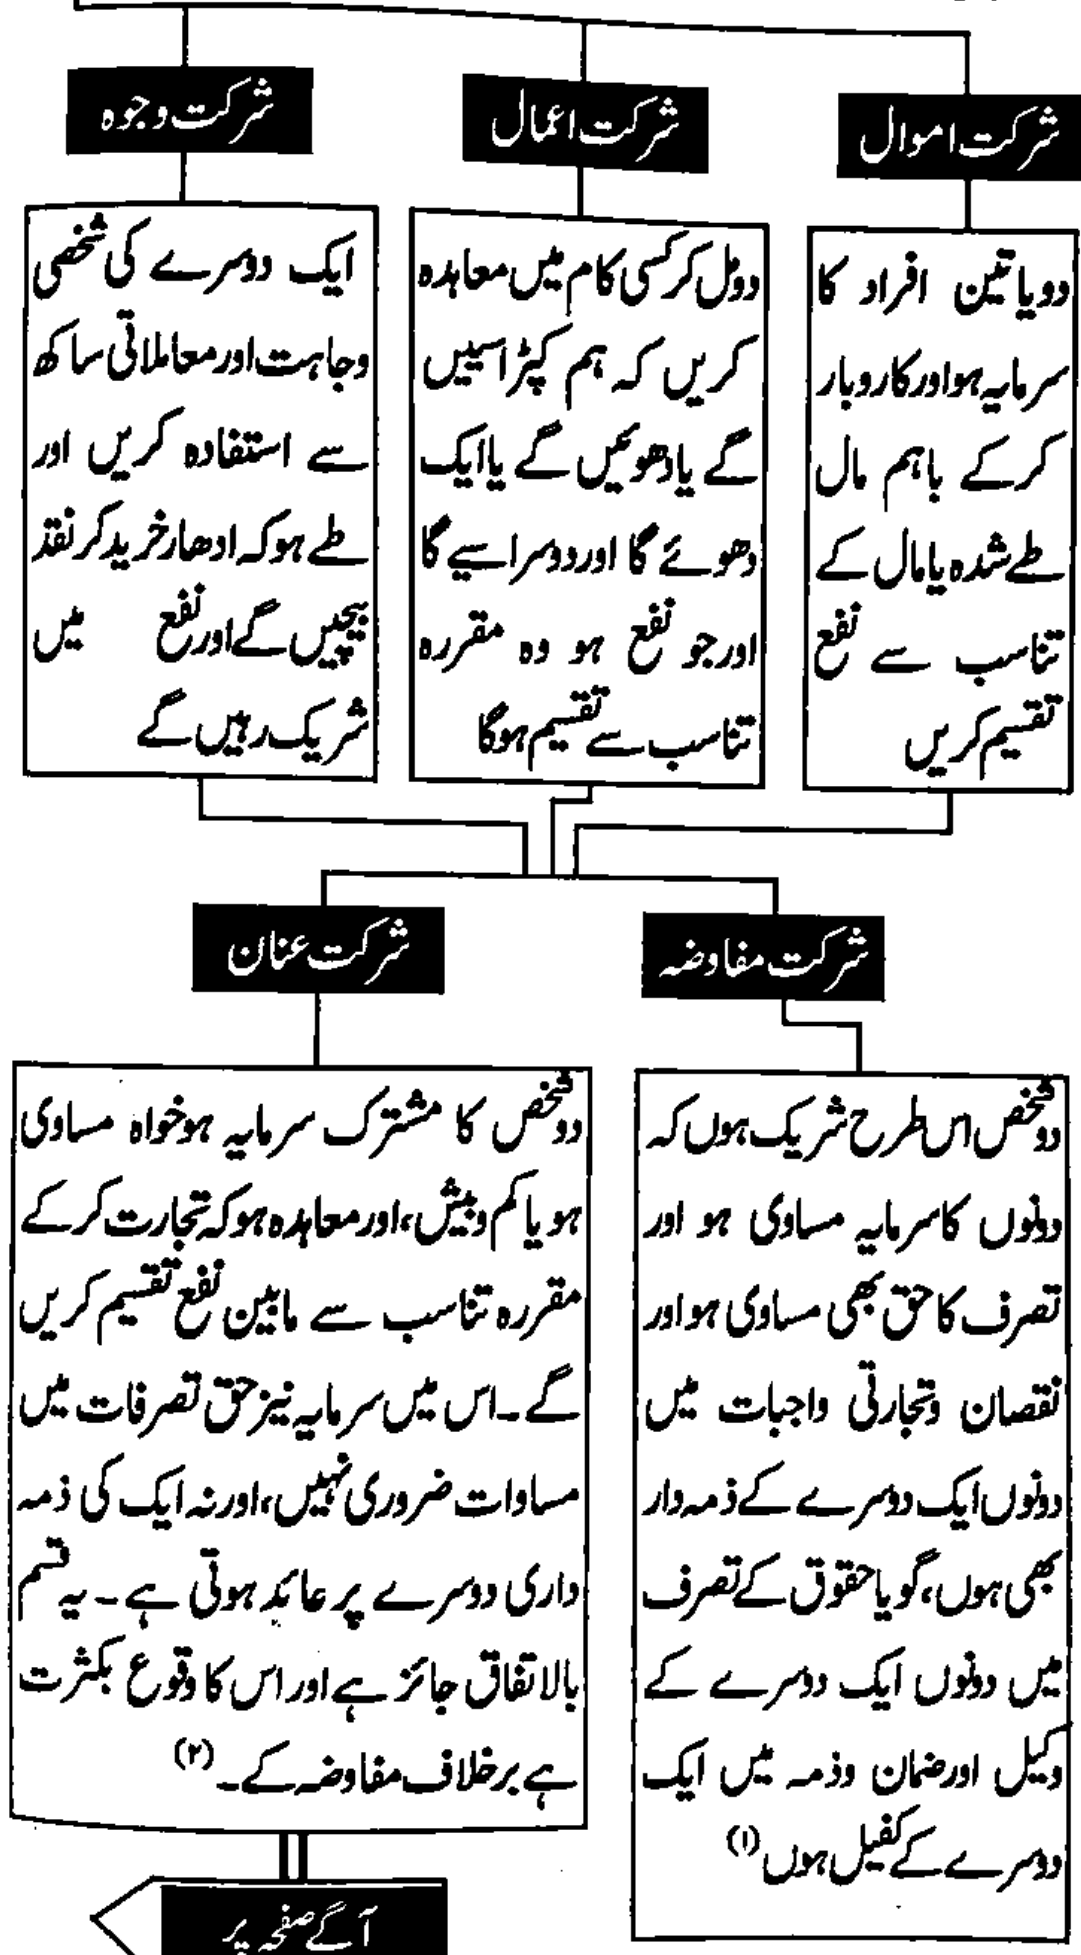 شرکت اموال
دو یا تین افراد کا
سرمایہ ہو اور کاروبار
کرکے باہم مال
طے شدہ یا مال کے
تناسب سے نفع
تقسیم کریں
شرکت اعمال
دو مل کر کسی کام میں معاہدہ
کریں کہ ہم کپڑا سییں
گے یا دھوئیں گے یا ایک
دھوئے گا اور دوسرا سیے گا
اور جو نفع ہو وہ مقررہ
تناسب سے تقسیم ہوگا
شرکت وجوہ
ایک دوسرے کی شخصی
وجاہت اور معاملاتی ساکھ
سے استفادہ کریں اور
طے ہو کہ ادھار خرید کر نقد
بیچیں گے اور نفع میں
شریک رہیں گے
شرکت مفاوضہ
دو شخص اس طرح شریک ہوں کہ
دونوں کا سرمایہ مساوی ہو اور
تصرف کا حق بھی مساوی ہو اور
نقصان وتجارتی واجبات میں
دونوں ایک دوسرے کے ذمہ دار
بھی ہوں، گویا حقوق کے تصرف
میں دونوں ایک دوسرے کے
وکیل اور ضمان وذمہ میں ایک
دوسرے کے کفیل ہوں (۱)
شرکت عنان
دو شخص کا مشترک سرمایہ ہو خواہ مساوی
ہو یا کم وبیش، اور معاہدہ ہو کہ تجارت کرکے
مقررہ تناسب سے مابین نفع تقسیم کریں
گے۔ اس میں سرمایہ نیز حق تصرفات میں
مساوات ضروری نہیں، اور نہ ایک کی ذمہ
داری دوسرے پر عائد ہوتی ہے۔ یہ قسم
بالاتفاق جائز ہے اور اس کا وقوع بکثرت
ہے برخلاف مفاوضہ کے۔ (۲)
آگے صفحہ پر